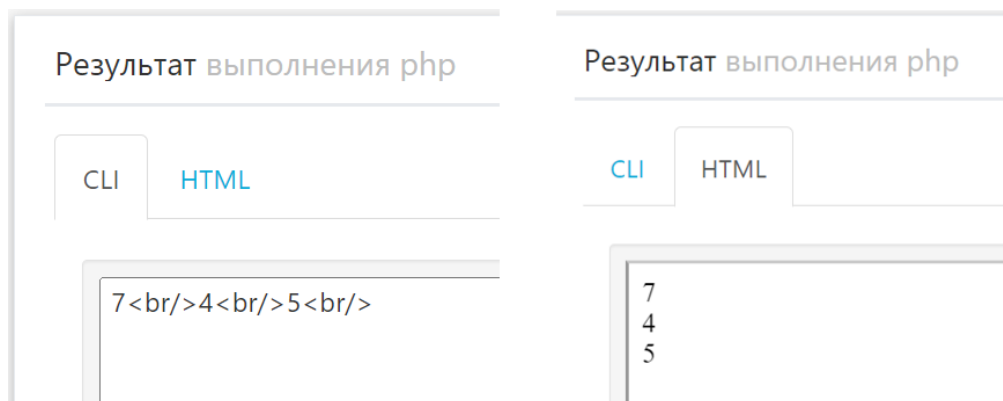 Результат выполнения php
CLI HTML
7<br/>4<br/>5<br/>
Результат выполнения php
CLI HTML
7
4
5